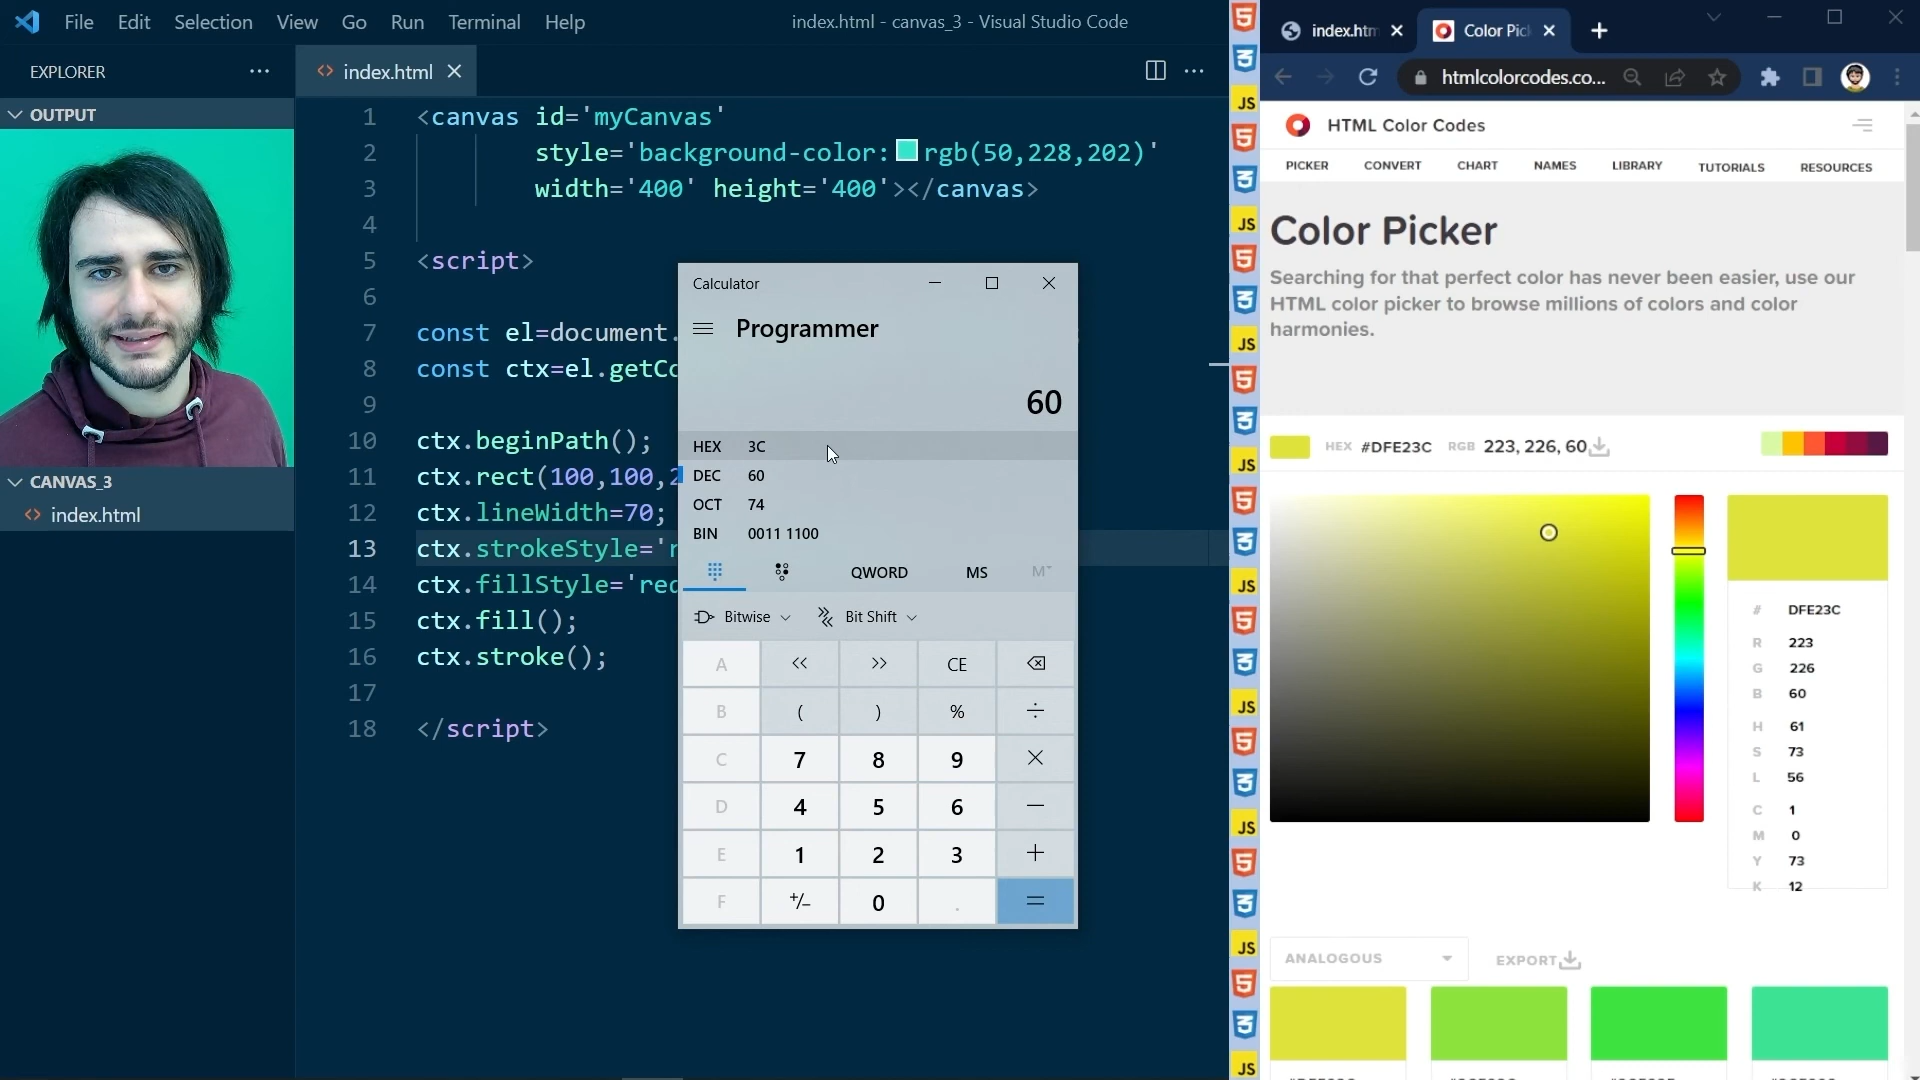 File Edit Selection View Go Run Terminal Help
index.html - canvas_3 - Visual Studio Code
EXPLORER
OUTPUT
CANVAS_3
index.html
index.html
1 <canvas id='myCanvas'
2 style='background-color: rgb(50,228,202)'
3 width='400' height='400'></canvas>
4
5 <script>
6
7 const el=document.
8 const ctx=el.getCo
9
10 ctx.beginPath();
11 ctx.rect(100,100,2
12 ctx.lineWidth=70;
13 ctx.strokeStyle='r
14 ctx.fillStyle='red
15 ctx.fill();
16 ctx.stroke();
17
18 </script>
Calculator
Programmer
60
HEX 3C
DEC 60
OCT 74
BIN 0011 1100
QWORD MS M
Bitwise Bit Shift
A << >> CE
B ( ) % ÷
C 7 8 9 ×
D 4 5 6 −
E 1 2 3 +
F +/− 0 . =
index.htm Color Pic
htmlcolorcodes.co...
HTML Color Codes
PICKER CONVERT CHART NAMES LIBRARY TUTORIALS RESOURCES
Color Picker
Searching for that perfect color has never been easier, use our
HTML color picker to browse millions of colors and color
harmonies.
HEX #DFE23C RGB 223, 226, 60
# DFE23C
R 223
G 226
B 60
H 61
S 73
L 56
C 1
M 0
Y 73
K 12
ANALOGOUS EXPORT